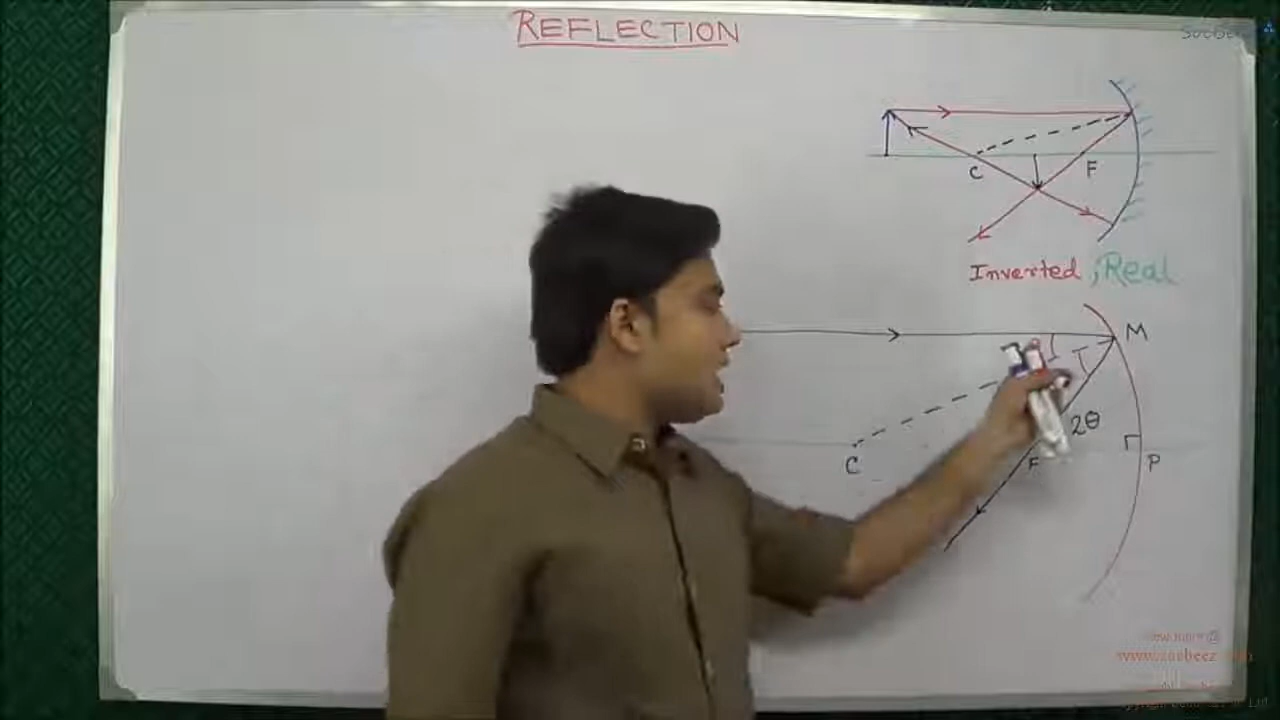 REFLECTION
C F
Inverted ; Real
M
2θ
C F P
www.zoobeez.com